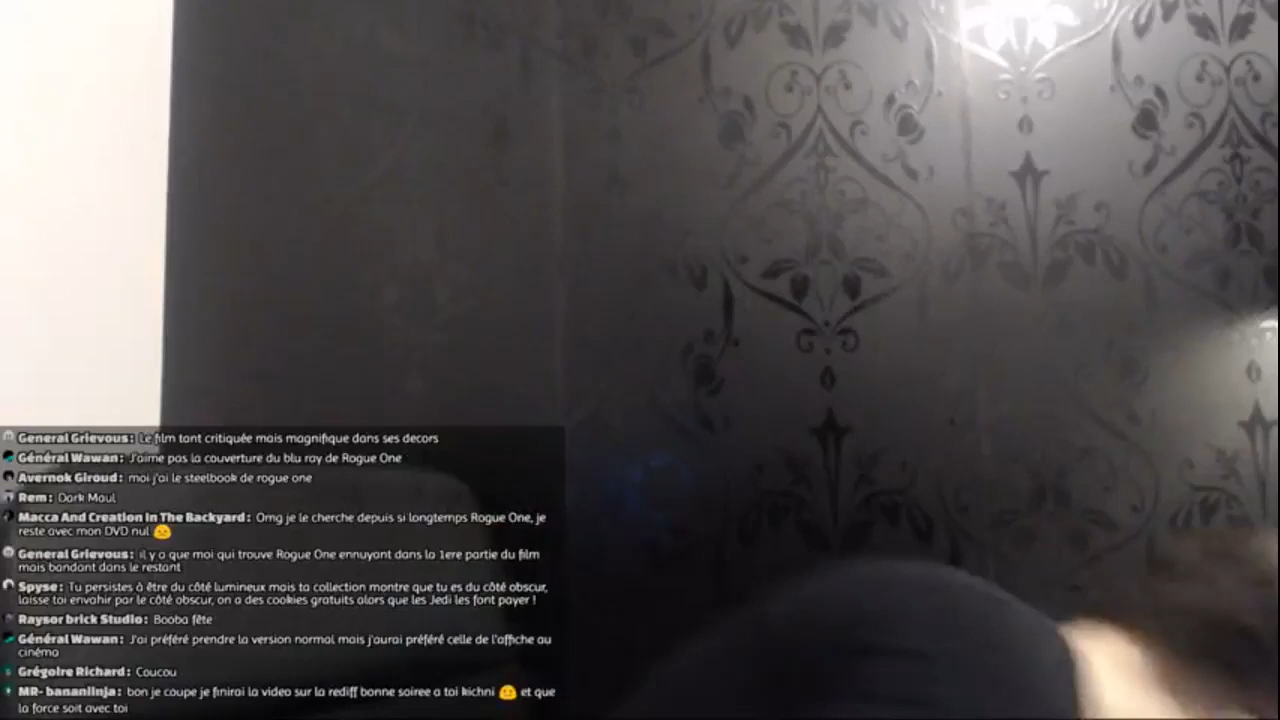 General Grievous: Le film tant critiquée mais magnifique dans ses decors
Général Wawan: J'aime pas la couverture du blu ray de Rogue One
Avernok Giroud: moi j'ai le steelbook de rogue one
Rem: Dark Maul
Macca And Creation In The Backyard: Omg je le cherche depuis si longtemps Rogue One, je
reste avec mon DVD nul
General Grievous: il y a que moi qui trouve Rogue One ennuyant dans la 1ere partie du film
mais bandant dans le restant
Spyse: Tu persistes à être du côté lumineux mais ta collection montre que tu es du côté obscur,
laisse toi envahir par le côté obscur, on a des cookies gratuits alors que les Jedi les font payer !
Raysor brick Studio: Booba fête
Général Wawan: J'ai préféré prendre la version normal mais j'aurai préféré celle de l'affiche au
cinéma
Grégoire Richard: Coucou
MR- bananiinja: bon je coupe je finirai la video sur la rediff bonne soiree a toi kichni 😐 et que
la force soit avec toi